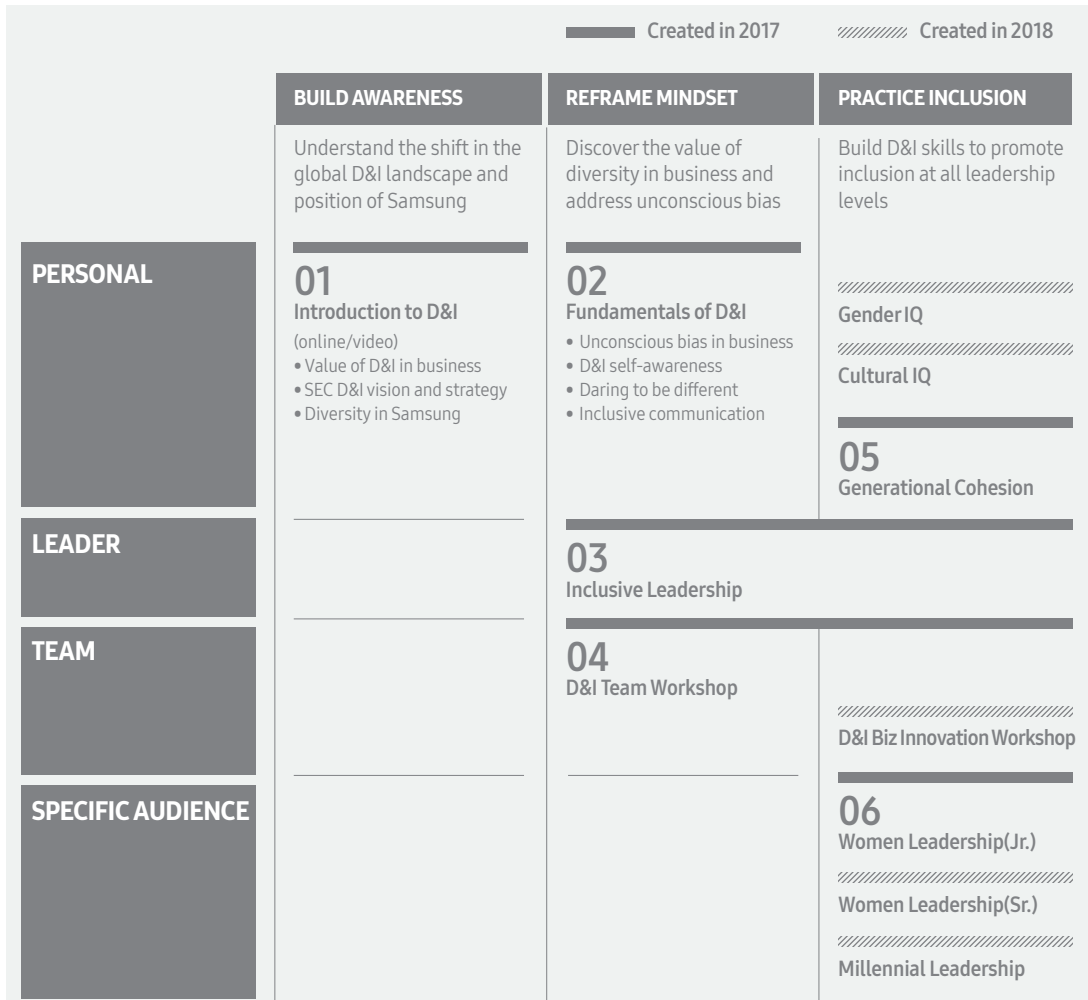 Created in 2017
Created in 2018
BUILD AWARENESS
REFRAME MINDSET
PRACTICE INCLUSION
Understand the shift in the
global D&I landscape and
position of Samsung
Discover the value of
diversity in business and
address unconscious bias
Build D&I skills to promote
inclusion at all leadership
levels
PERSONAL
01
Introduction to D&I
(online/video)
• Value of D&I in business
• SEC D&I vision and strategy
• Diversity in Samsung
02
Fundamentals of D&I
• Unconscious bias in business
• D&I self-awareness
• Daring to be different
• Inclusive communication
Gender IQ
Cultural IQ
05
Generational Cohesion
LEADER
03
Inclusive Leadership
TEAM
04
D&I Team Workshop
D&I Biz Innovation Workshop
SPECIFIC AUDIENCE
06
Women Leadership(Jr.)
Women Leadership(Sr.)
Millennial Leadership